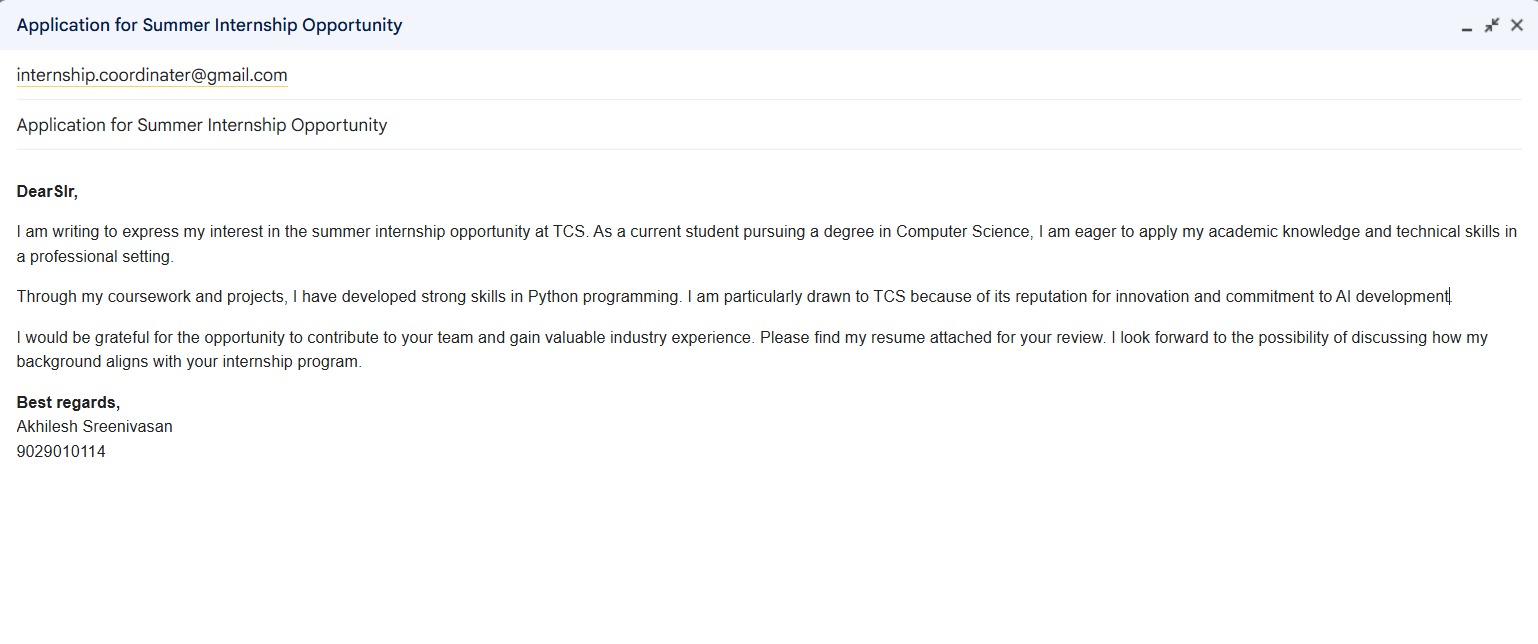 Application for Summer Internship Opportunity
internship.coordinater@gmail.com
Application for Summer Internship Opportunity
DearSIr,
I am writing to express my interest in the summer internship opportunity at TCS. As a current student pursuing a degree in Computer Science, I am eager to apply my academic knowledge and technical skills in
a professional setting.
Through my coursework and projects, I have developed strong skills in Python programming. I am particularly drawn to TCS because of its reputation for innovation and commitment to AI development.
I would be grateful for the opportunity to contribute to your team and gain valuable industry experience. Please find my resume attached for your review. I look forward to the possibility of discussing how my
background aligns with your internship program.
Best regards,
Akhilesh Sreenivasan
9029010114